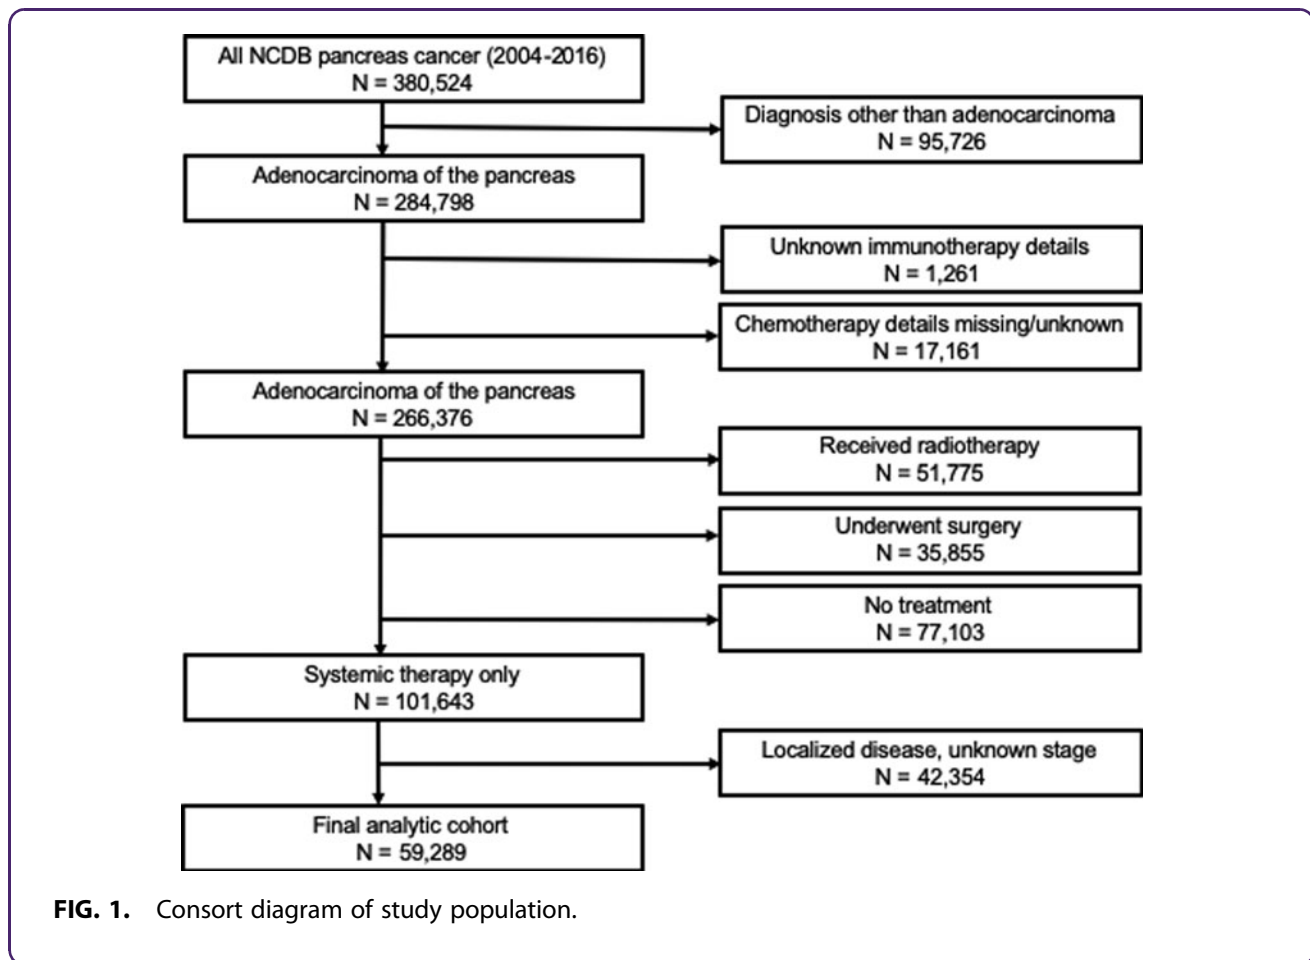 All NCDB pancreas cancer (2004-2016)
N = 380,524
Diagnosis other than adenocarcinoma
N = 95,726
Adenocarcinoma of the pancreas
N = 284,798
Unknown immunotherapy details
N = 1,261
Chemotherapy details missing/unknown
N = 17,161
Adenocarcinoma of the pancreas
N = 266,376
Received radiotherapy
N = 51,775
Underwent surgery
N = 35,855
No treatment
N = 77,103
Systemic therapy only
N = 101,643
Localized disease, unknown stage
N = 42,354
Final analytic cohort
N = 59,289
FIG. 1. Consort diagram of study population.